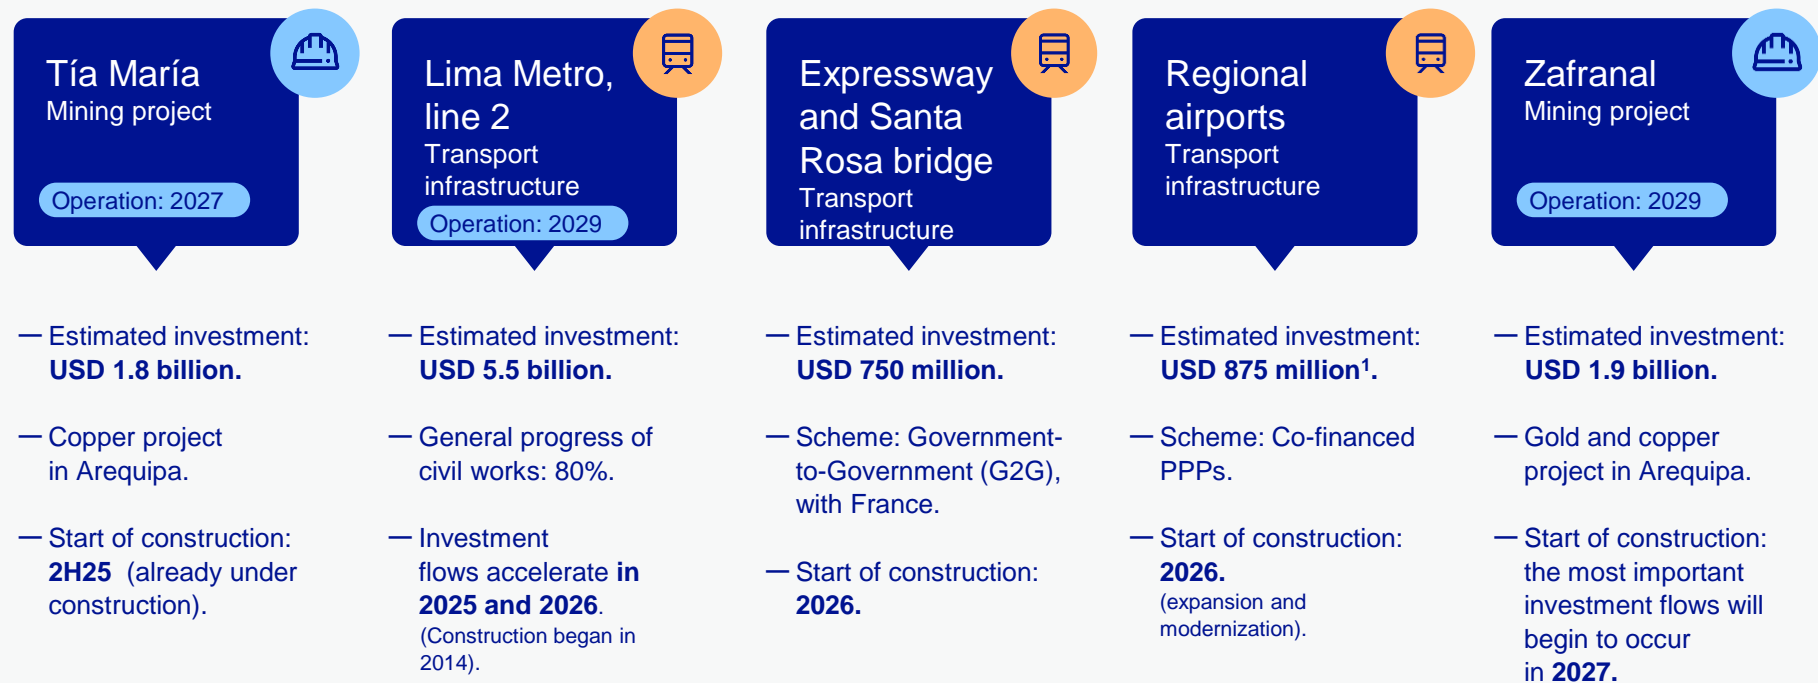 Tía María
Mining project
Operation: 2027
Lima Metro,
line 2
Transport
infrastructure
Operation: 2029
Expressway
and Santa
Rosa bridge
Transport
infrastructure
Regional
airports
Transport
infrastructure
Zafranal
Mining project
Operation: 2029
— Estimated investment:
USD 1.8 billion.
— Copper project
in Arequipa.
— Start of construction:
2H25 (already under
construction).
— Estimated investment:
USD 5.5 billion.
— General progress of
civil works: 80%.
— Investment
flows accelerate in
2025 and 2026.
(Construction began in
2014).
— Estimated investment:
USD 750 million.
— Scheme: Government-
to-Government (G2G),
with France.
— Start of construction:
2026.
— Estimated investment:
USD 875 million¹.
— Scheme: Co-financed
PPPs.
— Start of construction:
2026.
(expansion and
modernization).
— Estimated investment:
USD 1.9 billion.
— Gold and copper
project in Arequipa.
— Start of construction:
the most important
investment flows will
begin to occur
in 2027.